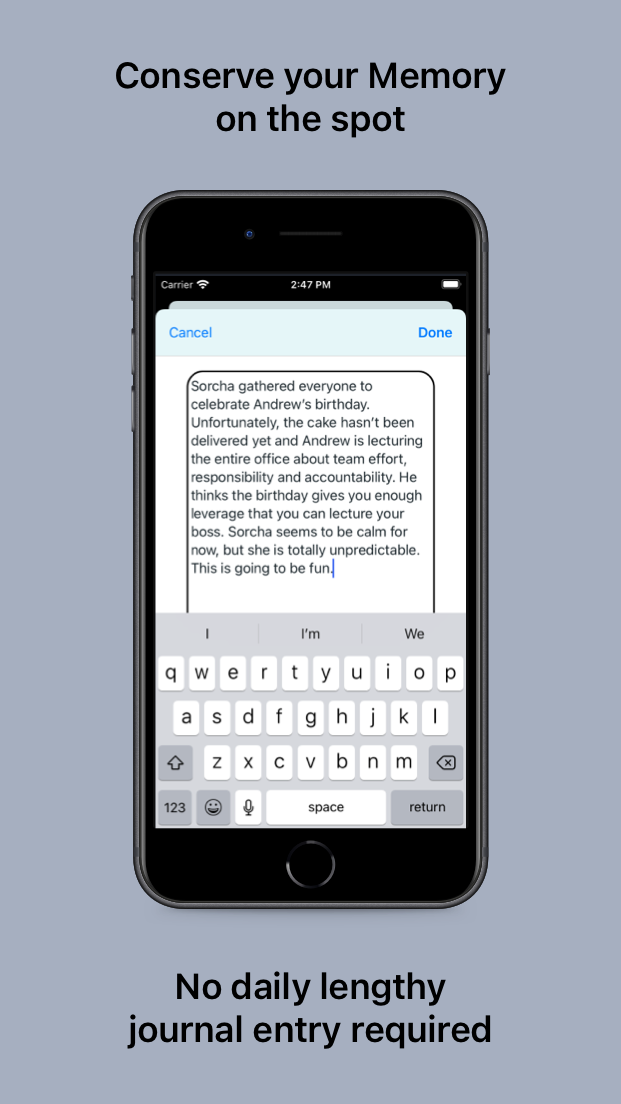 Conserve your Memory
on the spot
Carrier
2:47 PM
Cancel
Done
Sorcha gathered everyone to
celebrate Andrew’s birthday.
Unfortunately, the cake hasn’t been
delivered yet and Andrew is lecturing
the entire office about team effort,
responsibility and accountability. He
thinks the birthday gives you enough
leverage that you can lecture your
boss. Sorcha seems to be calm for
now, but she is totally unpredictable.
This is going to be fun.
I I’m We
q w e r t y u i o p
a s d f g h j k l
z x c v b n m
123 space return
No daily lengthy
journal entry required